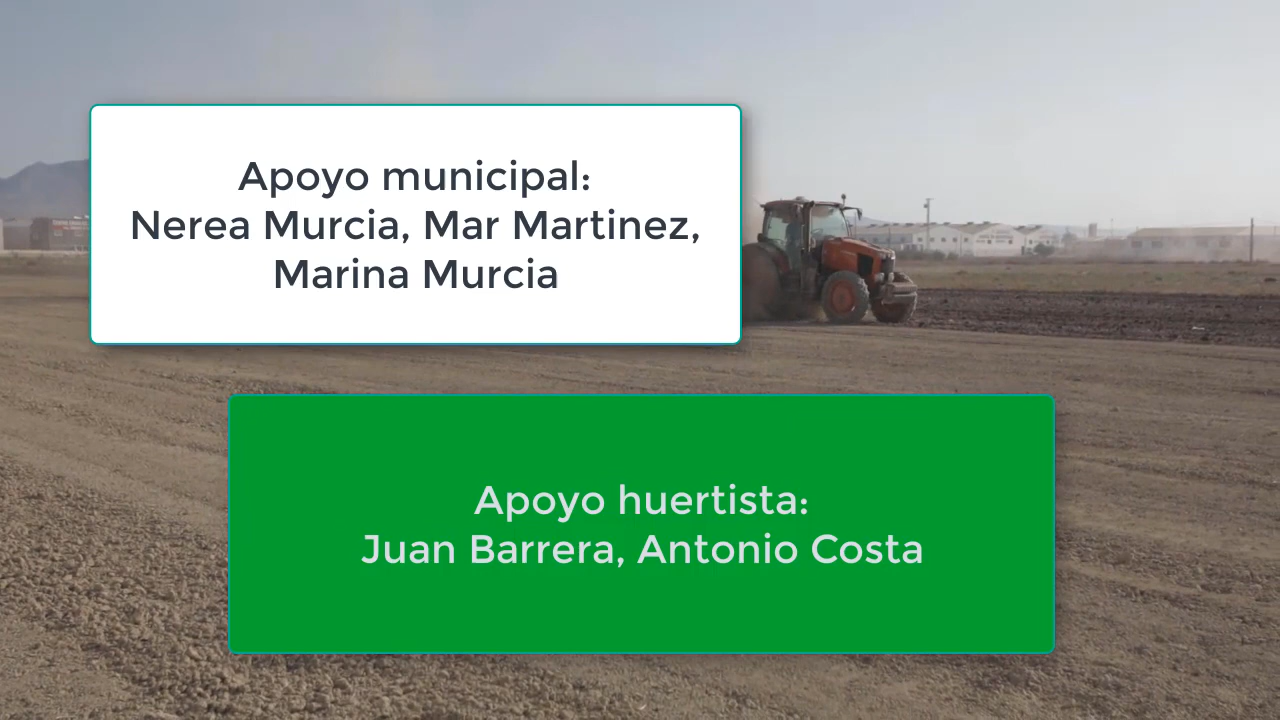 Apoyo municipal:
Nerea Murcia, Mar Martinez,
Marina Murcia
Apoyo huertista:
Juan Barrera, Antonio Costa